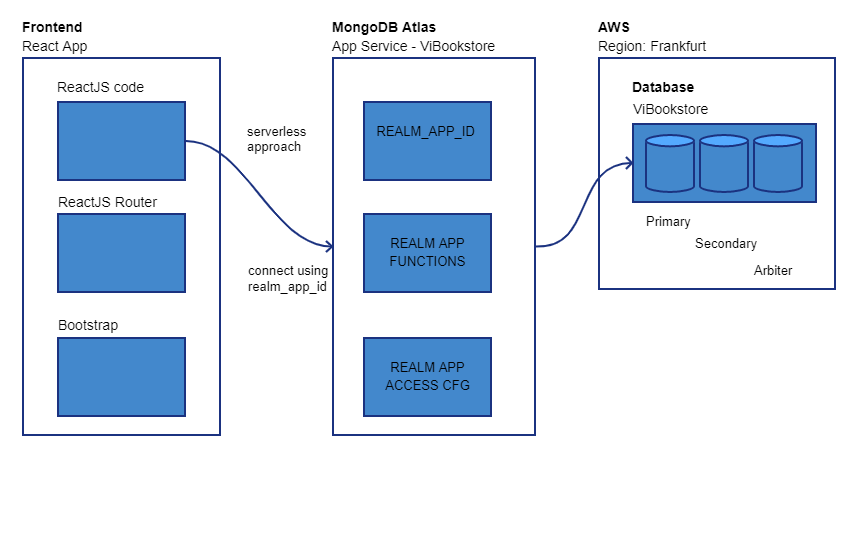 Frontend
React App
ReactJS code
ReactJS Router
Bootstrap
serverless
approach
connect using
realm_app_id
MongoDB Atlas
App Service - ViBookstore
REALM_APP_ID
REALM APP
FUNCTIONS
REALM APP
ACCESS CFG
AWS
Region: Frankfurt
Database
ViBookstore
Primary
Secondary
Arbiter